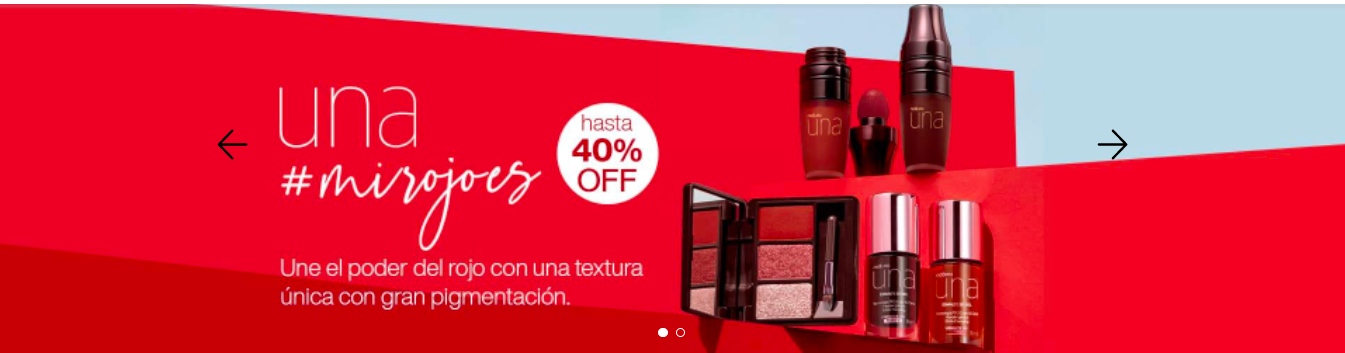 una
#mirojoes
hasta
40%
OFF
Une el poder del rojo con una textura
única con gran pigmentación.
una
una
una
una